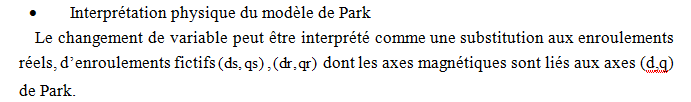 • Interprétation physique du modèle de Park
Le changement de variable peut être interprété comme une substitution aux enroulements
réels, d'enroulements fictifs (ds, qs) ,(dr,qr) dont les axes magnétiques sont liés aux axes (d,q)
de Park.